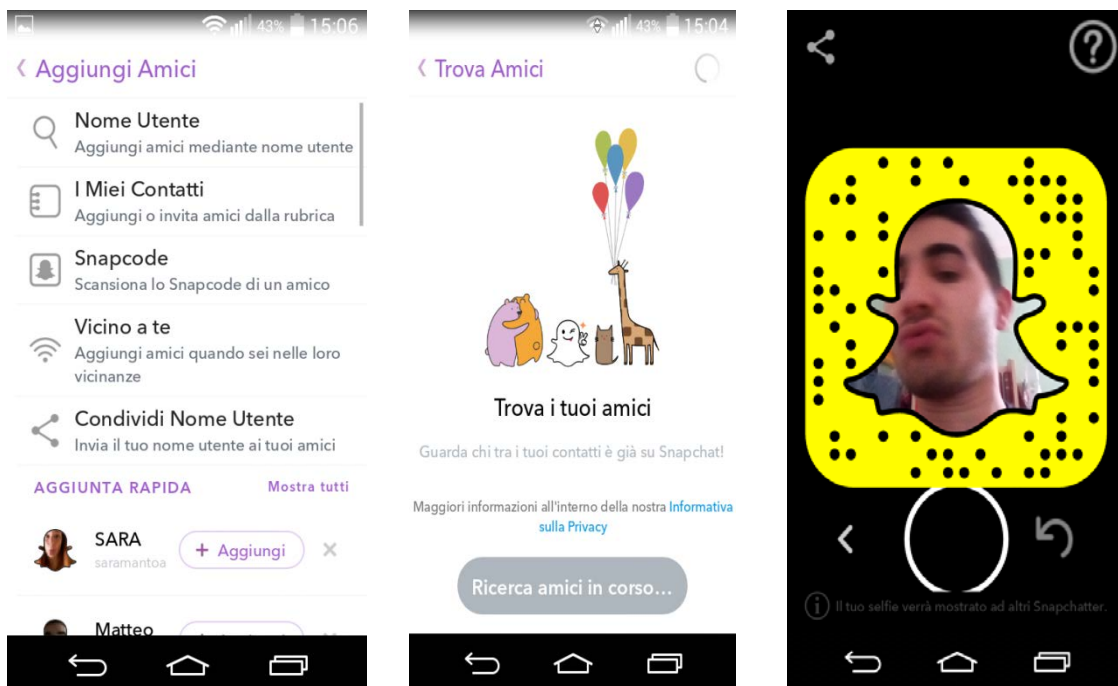 43% 15:06
Aggiungi Amici
Nome Utente
Aggiungi amici mediante nome utente
I Miei Contatti
Aggiungi o invita amici dalla rubrica
Snapcode
Scansiona lo Snapcode di un amico
Vicino a te
Aggiungi amici quando sei nelle loro
vicinanze
Condividi Nome Utente
Invia il tuo nome utente ai tuoi amici
AGGIUNTA RAPIDA Mostra tutti
SARA
saramantoa
+ Aggiungi
Matteo
43% 15:04
Trova Amici
Trova i tuoi amici
Guarda chi tra i tuoi contatti è già su Snapchat!
Maggiori informazioni all'interno della nostra Informativa
sulla Privacy
Ricerca amici in corso...
Il tuo selfie verrà mostrato ad altri Snapchatter.